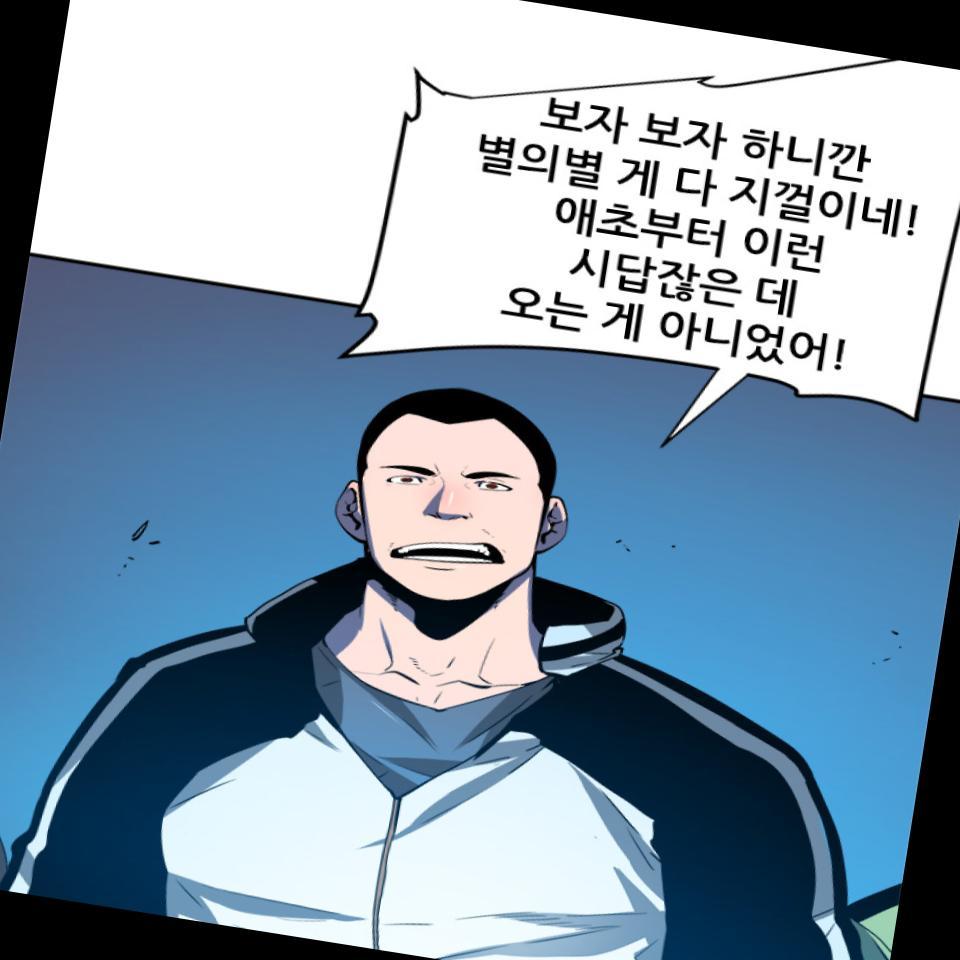 보자 보자 하니깐
별의별 게 다 지껄이네!
애초부터 이런
시답잖은 데
오는 게 아니었어!